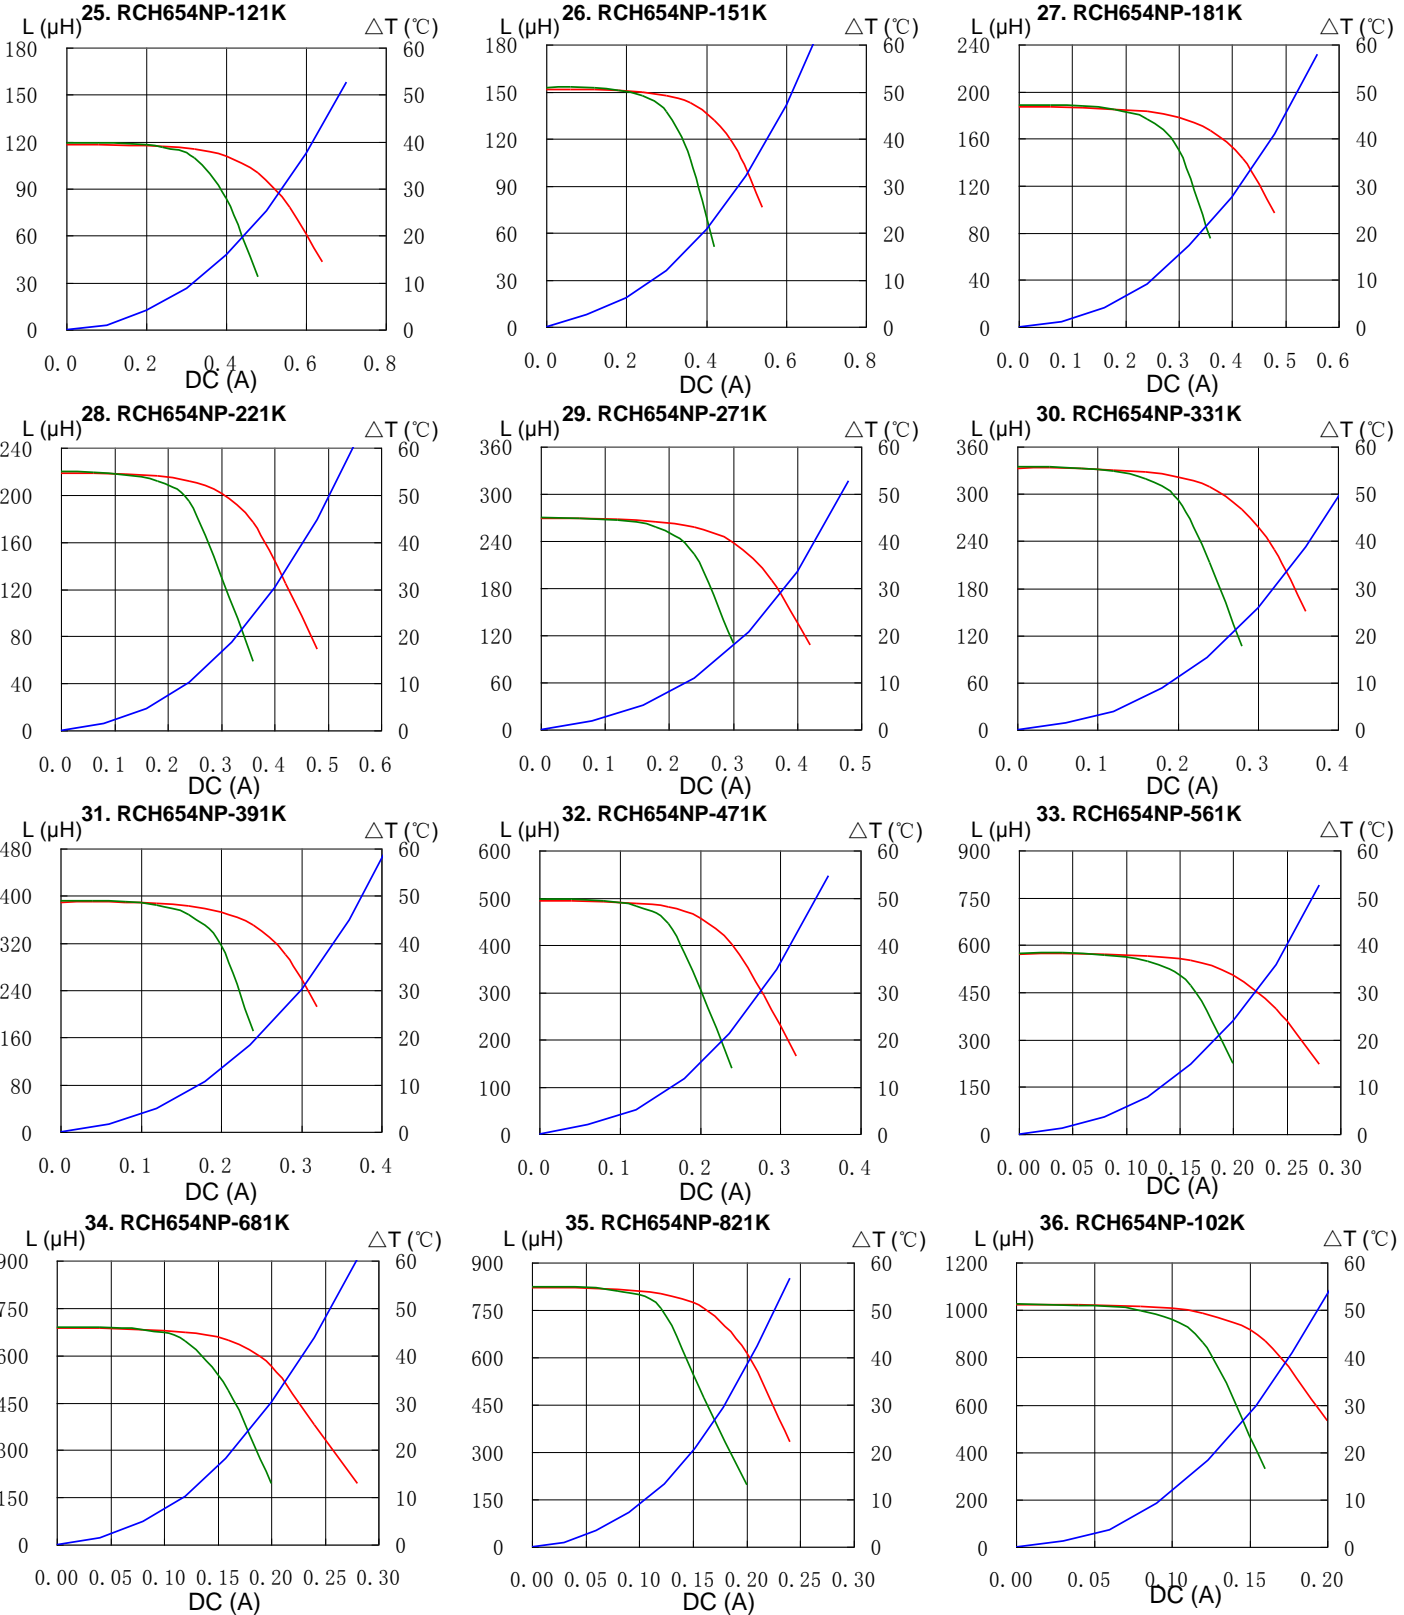 25. RCH654NP-121K
L (μH)
△T (℃)
180
150
120
90
60
30
0
60
50
40
30
20
10
0
0.0 0.2 0.4 0.6 0.8
DC (A)
26. RCH654NP-151K
L (μH)
△T (℃)
180
150
120
90
60
30
0
60
50
40
30
20
10
0
0.0 0.2 0.4 0.6 0.8
DC (A)
27. RCH654NP-181K
L (μH)
△T (℃)
240
200
160
120
80
40
0
60
50
40
30
20
10
0
0.0 0.1 0.2 0.3 0.4 0.5 0.6
DC (A)
28. RCH654NP-221K
L (μH)
△T (℃)
240
200
160
120
80
40
0
60
50
40
30
20
10
0
0.0 0.1 0.2 0.3 0.4 0.5 0.6
DC (A)
29. RCH654NP-271K
L (μH)
△T (℃)
360
300
240
180
120
60
0
60
50
40
30
20
10
0
0.0 0.1 0.2 0.3 0.4 0.5
DC (A)
30. RCH654NP-331K
L (μH)
△T (℃)
360
300
240
180
120
60
0
60
50
40
30
20
10
0
0.0 0.1 0.2 0.3 0.4
DC (A)
31. RCH654NP-391K
L (μH)
△T (℃)
480
400
320
240
160
80
0
60
50
40
30
20
10
0
0.0 0.1 0.2 0.3 0.4
DC (A)
32. RCH654NP-471K
L (μH)
△T (℃)
600
500
400
300
200
100
0
60
50
40
30
20
10
0
0.0 0.1 0.2 0.3 0.4
DC (A)
33. RCH654NP-561K
L (μH)
△T (℃)
900
750
600
450
300
150
0
60
50
40
30
20
10
0
0.00 0.05 0.10 0.15 0.20 0.25 0.30
DC (A)
34. RCH654NP-681K
L (μH)
△T (℃)
900
750
600
450
300
150
0
60
50
40
30
20
10
0
0.00 0.05 0.10 0.15 0.20 0.25 0.30
DC (A)
35. RCH654NP-821K
L (μH)
△T (℃)
900
750
600
450
300
150
0
60
50
40
30
20
10
0
0.00 0.05 0.10 0.15 0.20 0.25 0.30
DC (A)
36. RCH654NP-102K
L (μH)
△T (℃)
1200
1000
800
600
400
200
0
60
50
40
30
20
10
0
0.00 0.05 0.10 0.15 0.20
DC (A)